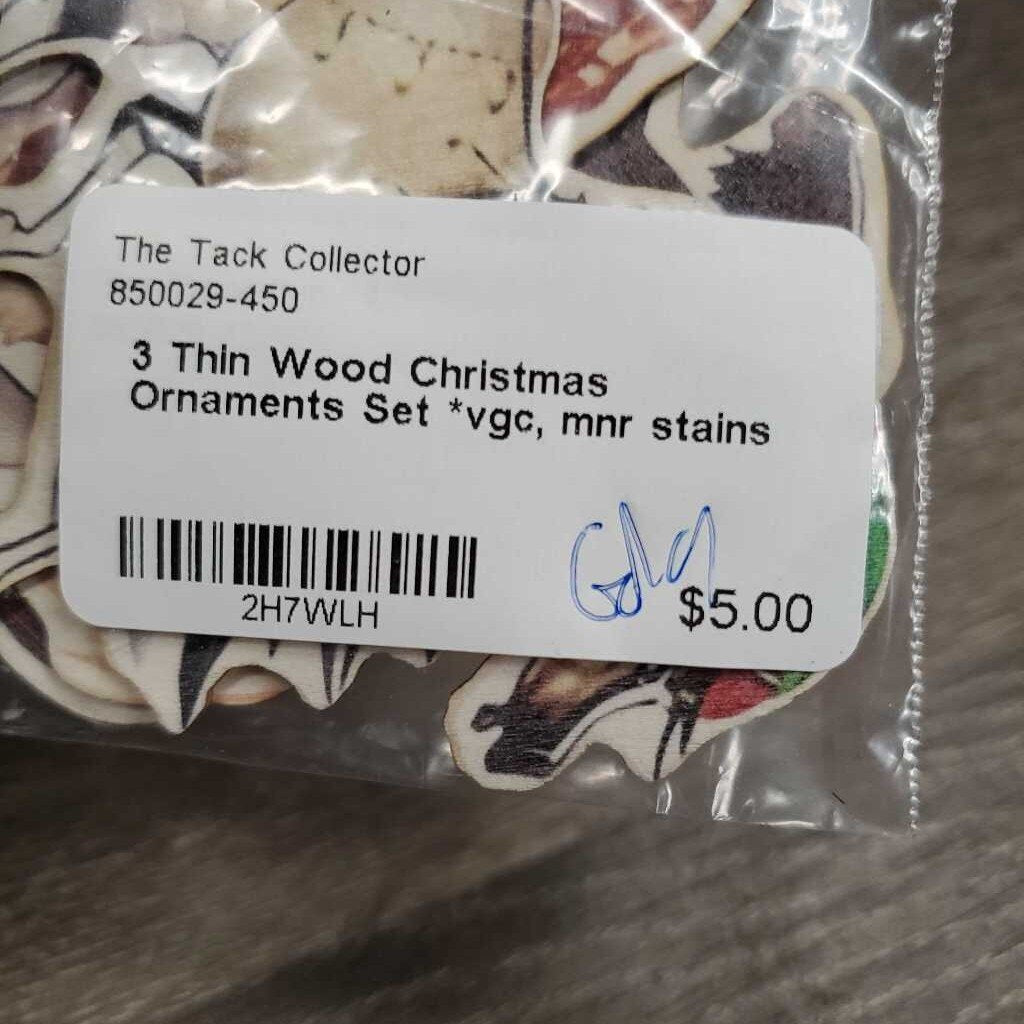 The Tack Collector
850029-450
3 Thin Wood Christmas
Ornaments Set *vgc, mnr stains
2H7WLH
$5.00